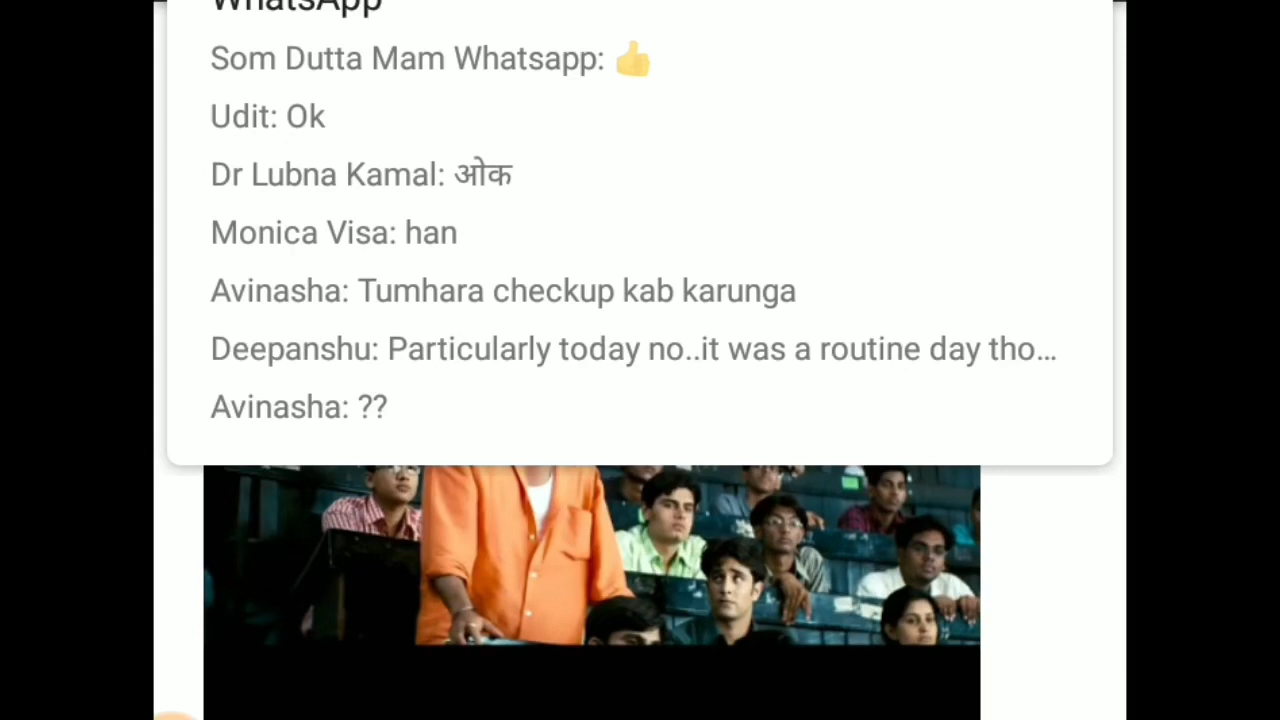 WhatsApp
Som Dutta Mam Whatsapp: 👍
Udit: Ok
Dr Lubna Kamal: ओक
Monica Visa: han
Avinasha: Tumhara checkup kab karunga
Deepanshu: Particularly today no..it was a routine day tho...
Avinasha: ??